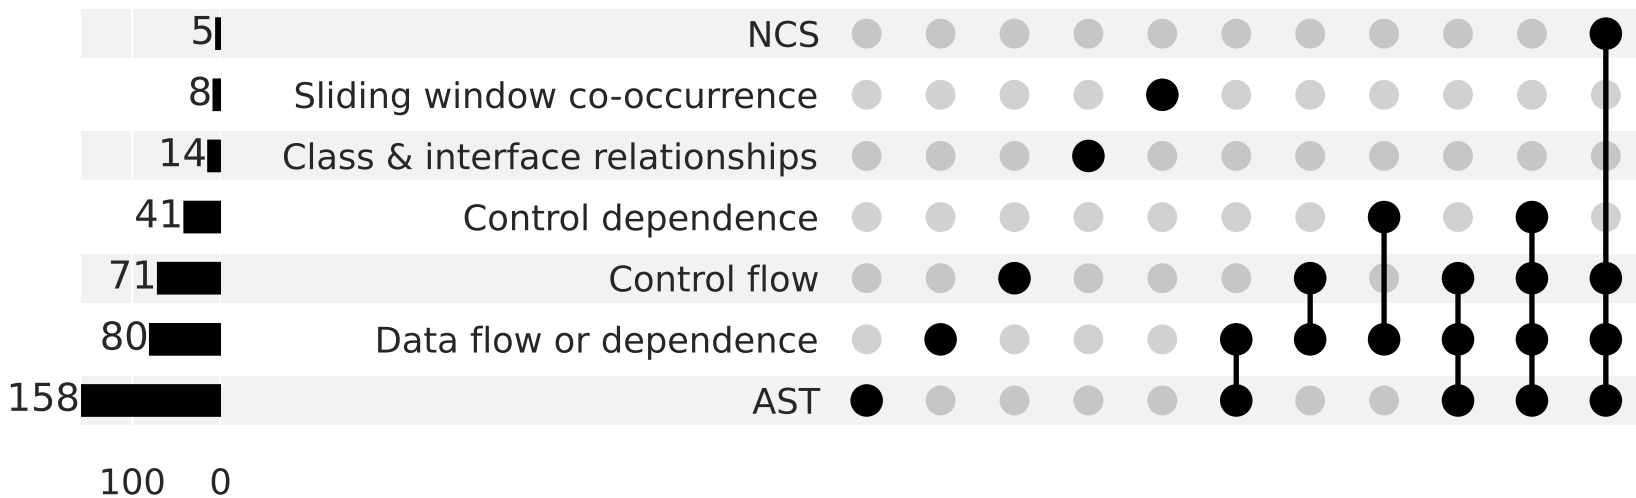 5 NCS
8 Sliding window co-occurrence
14 Class & interface relationships
41 Control dependence
71 Control flow
80 Data flow or dependence
158 AST
100 0